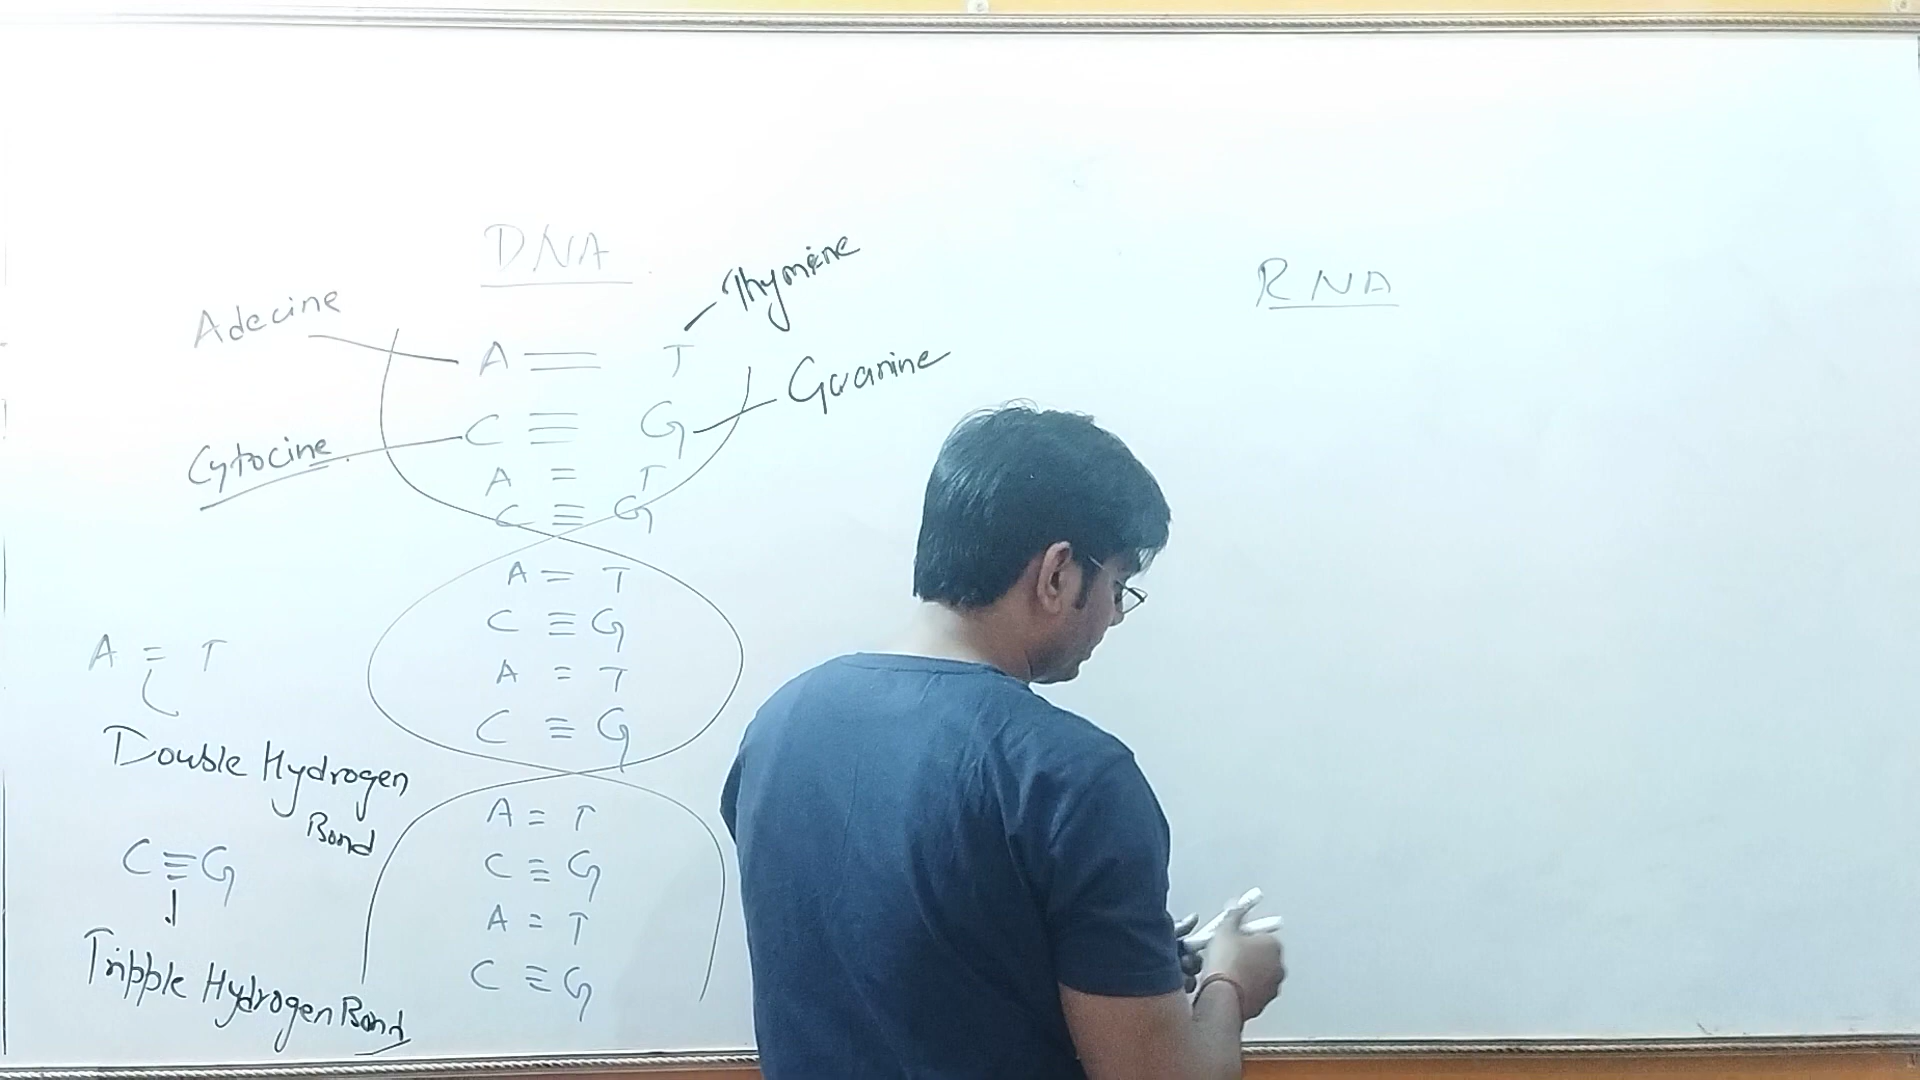 DNA
RNA
Adecine
Thymine
A = T
Guanine
C ≡ G
Cytocine
A = T
C ≡ G
A = T
C ≡ G
A = T
C ≡ G
A = T
C ≡ G
A = T
C ≡ G
A = T
Double Hydrogen
Bond
C ≡ G
Tripple Hydrogen Bond